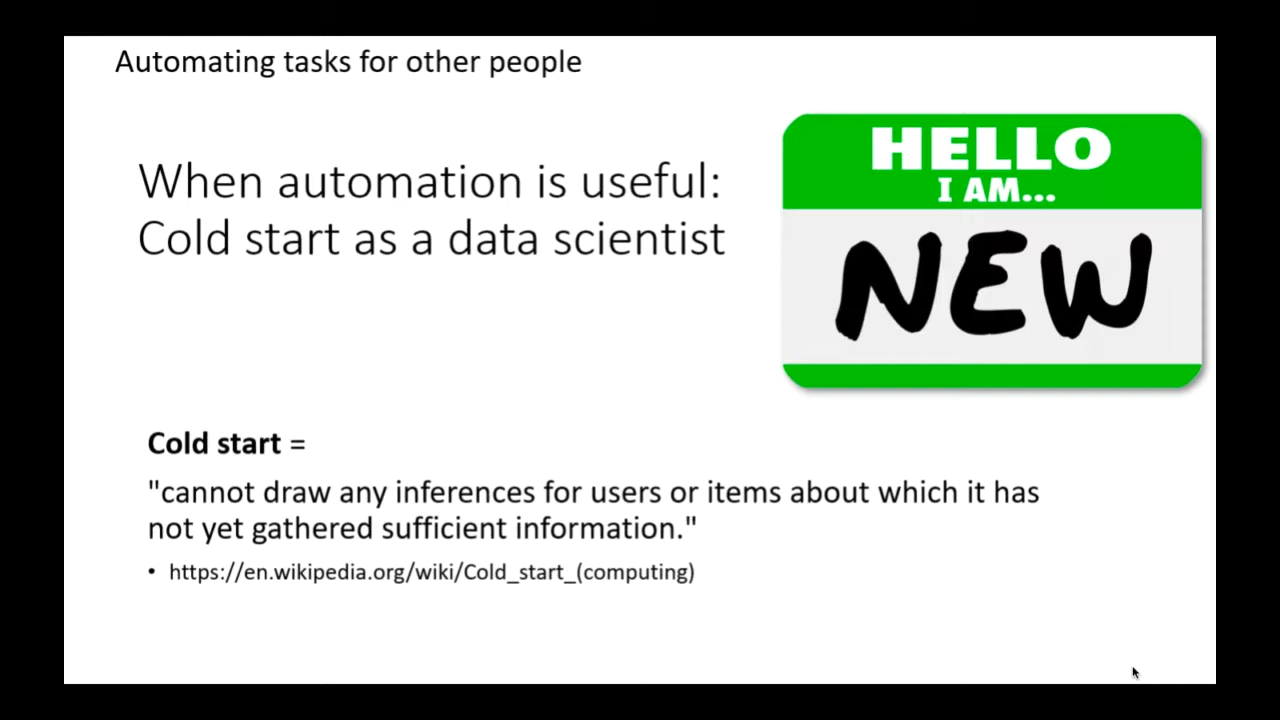 Automating tasks for other people
When automation is useful:
Cold start as a data scientist
HELLO
I AM...
NEW
Cold start =
"cannot draw any inferences for users or items about which it has
not yet gathered sufficient information."
• https://en.wikipedia.org/wiki/Cold_start_(computing)